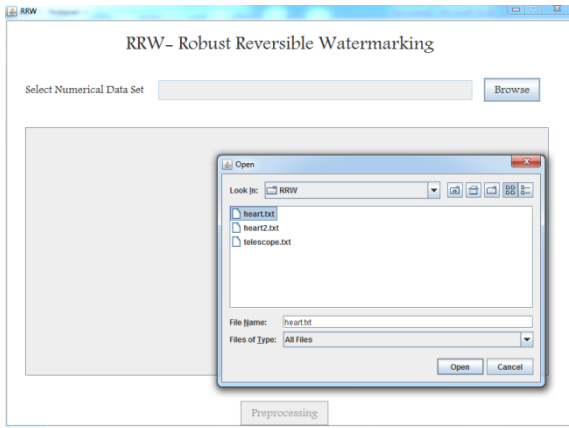 RRW
RRW- Robust Reversible Watermarking
Select Numerical Data Set
Browse
Open
Look In:
RRW
heart.txt
heart2.txt
telescope.txt
File Name:
heart.txt
Files of Type:
All Files
Open
Cancel
Preprocessing